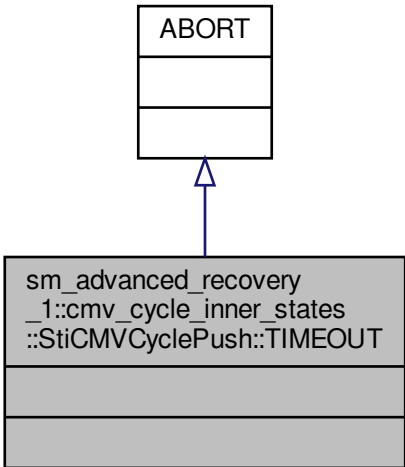 ABORT
sm_advanced_recovery
_1::cmv_cycle_inner_states
::StiCMVCyclePush::TIMEOUT